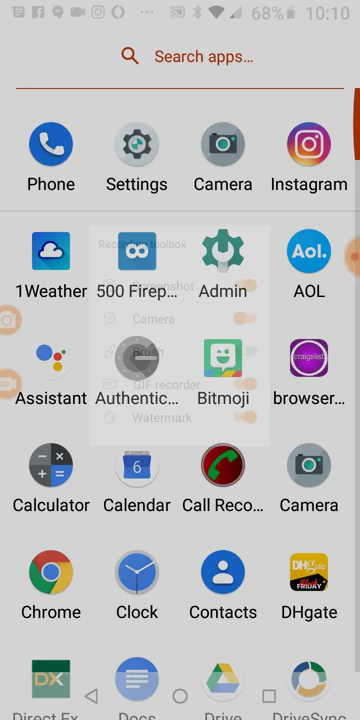 68% 10:10
Search apps…
Phone Settings Camera Instagram
Recording toolbox
1Weather 500 Firep… Admin AOL
Aol.
Screenshot
Camera
Brush
craigslist
GIF recorder
Assistant Authentic… Bitmoji browser…
Watermark
6
Calculator Calendar Call Reco… Camera
DHgate
FRIDAY
Chrome Clock Contacts DHgate
DX
Direct Ex… Docs Drive DriveSync